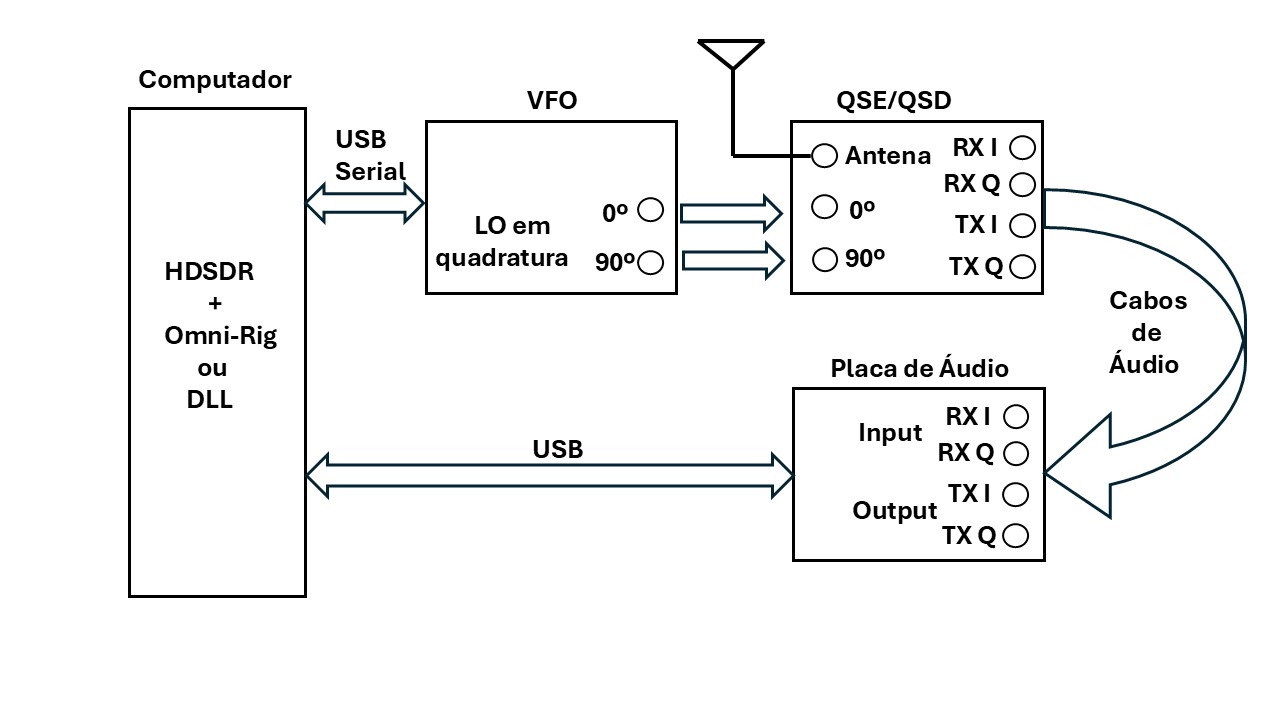 Computador
HDSDR
+
Omni-Rig
ou
DLL
USB
Serial
VFO
LO em
quadratura
0º
90º
QSE/QSD
Antena
0º
90º
RX I
RX Q
TX I
TX Q
Cabos
de
Áudio
USB
Placa de Áudio
Input
Output
RX I
RX Q
TX I
TX Q